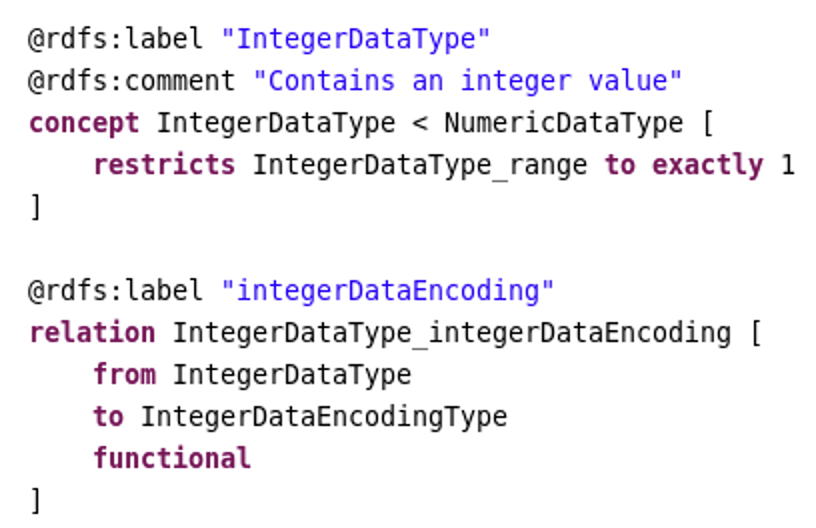 @rdfs:label "IntegerDataType"
@rdfs:comment "Contains an integer value"
concept IntegerDataType < NumericDataType [
    restricts IntegerDataType_range to exactly 1
]

@rdfs:label "integerDataEncoding"
relation IntegerDataType_integerDataEncoding [
    from IntegerDataType
    to IntegerDataEncodingType
    functional
]